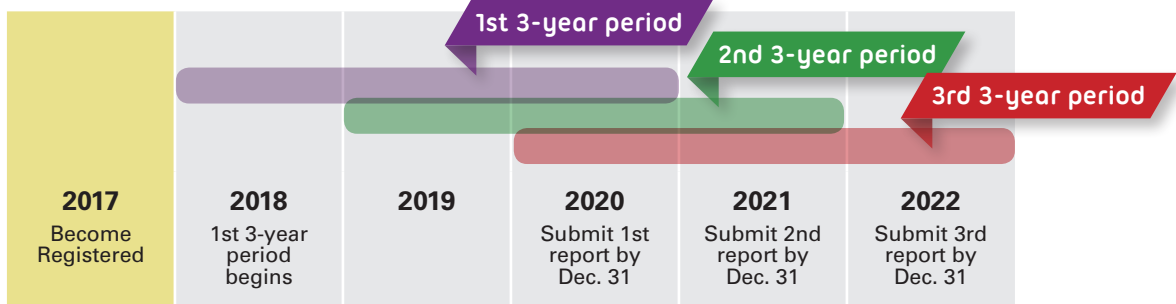 1st 3-year period
2nd 3-year period
3rd 3-year period
2017
Become
Registered
2018
1st 3-year
period
begins
2019
2020
Submit 1st
report by
Dec. 31
2021
Submit 2nd
report by
Dec. 31
2022
Submit 3rd
report by
Dec. 31